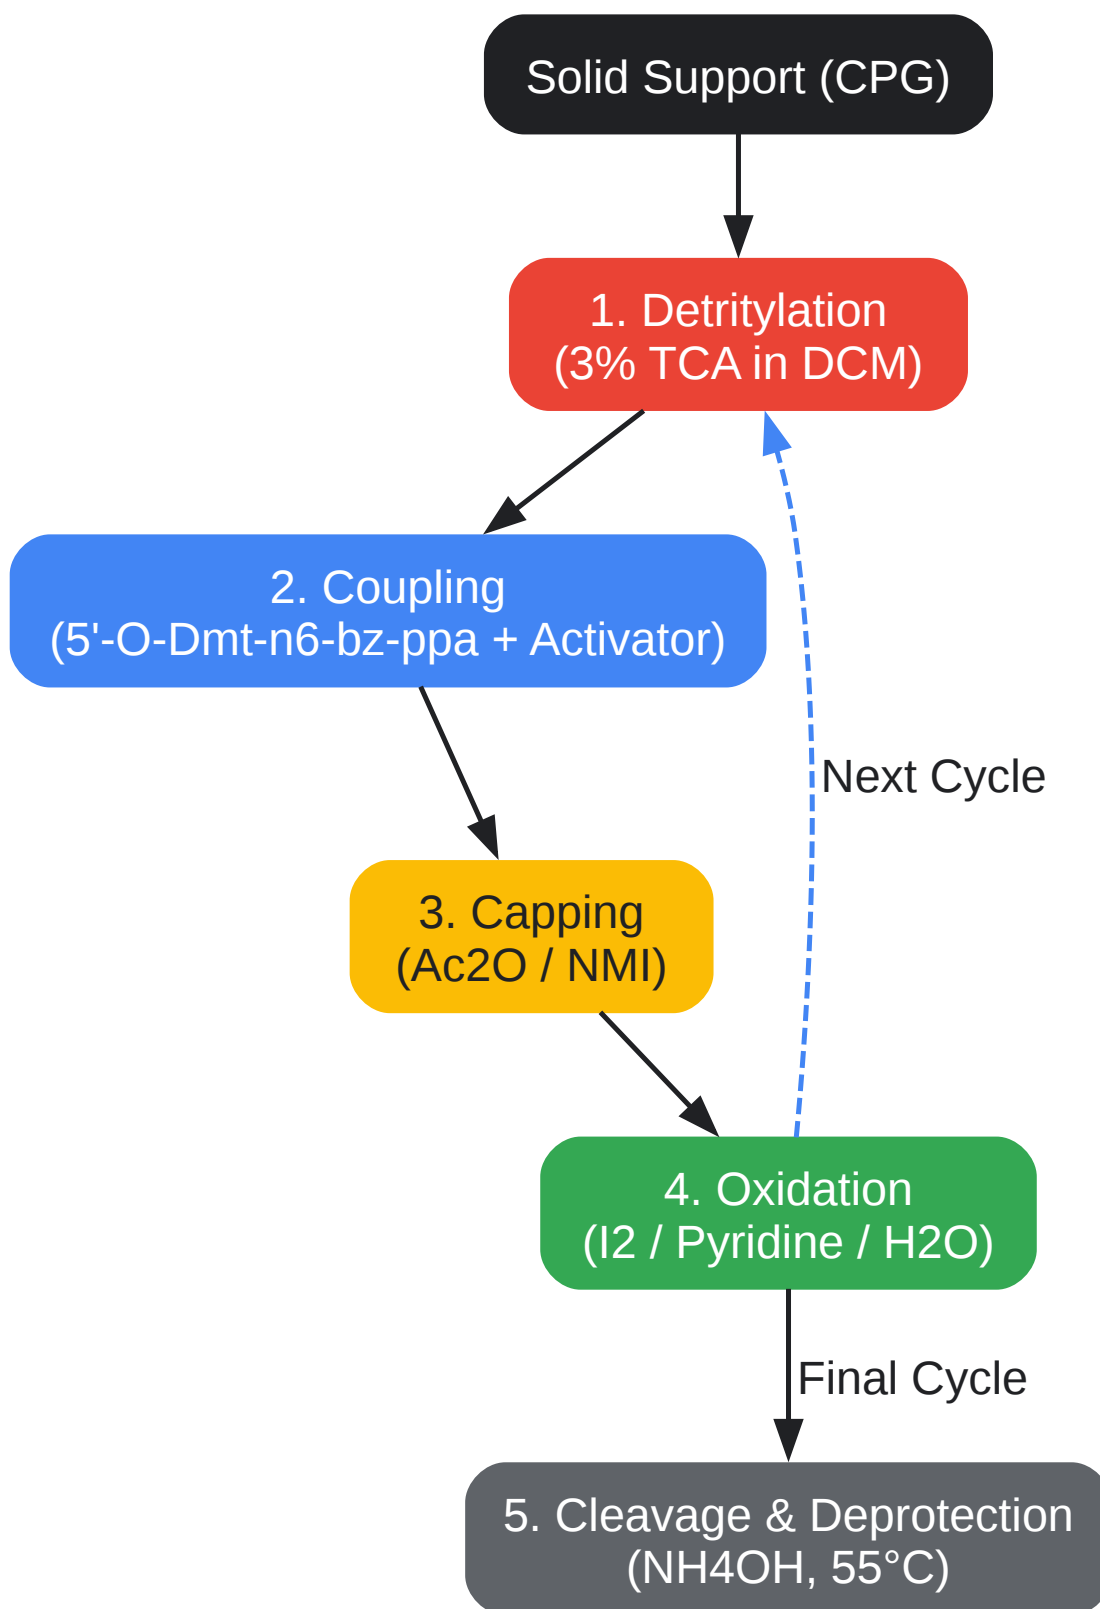 Solid Support (CPG)
1. Detritylation
(3% TCA in DCM)
2. Coupling
(5'-O-Dmt-n6-bz-ppa + Activator)
Next Cycle
3. Capping
(Ac2O / NMI)
4. Oxidation
(I2 / Pyridine / H2O)
Final Cycle
5. Cleavage & Deprotection
(NH4OH, 55°C)